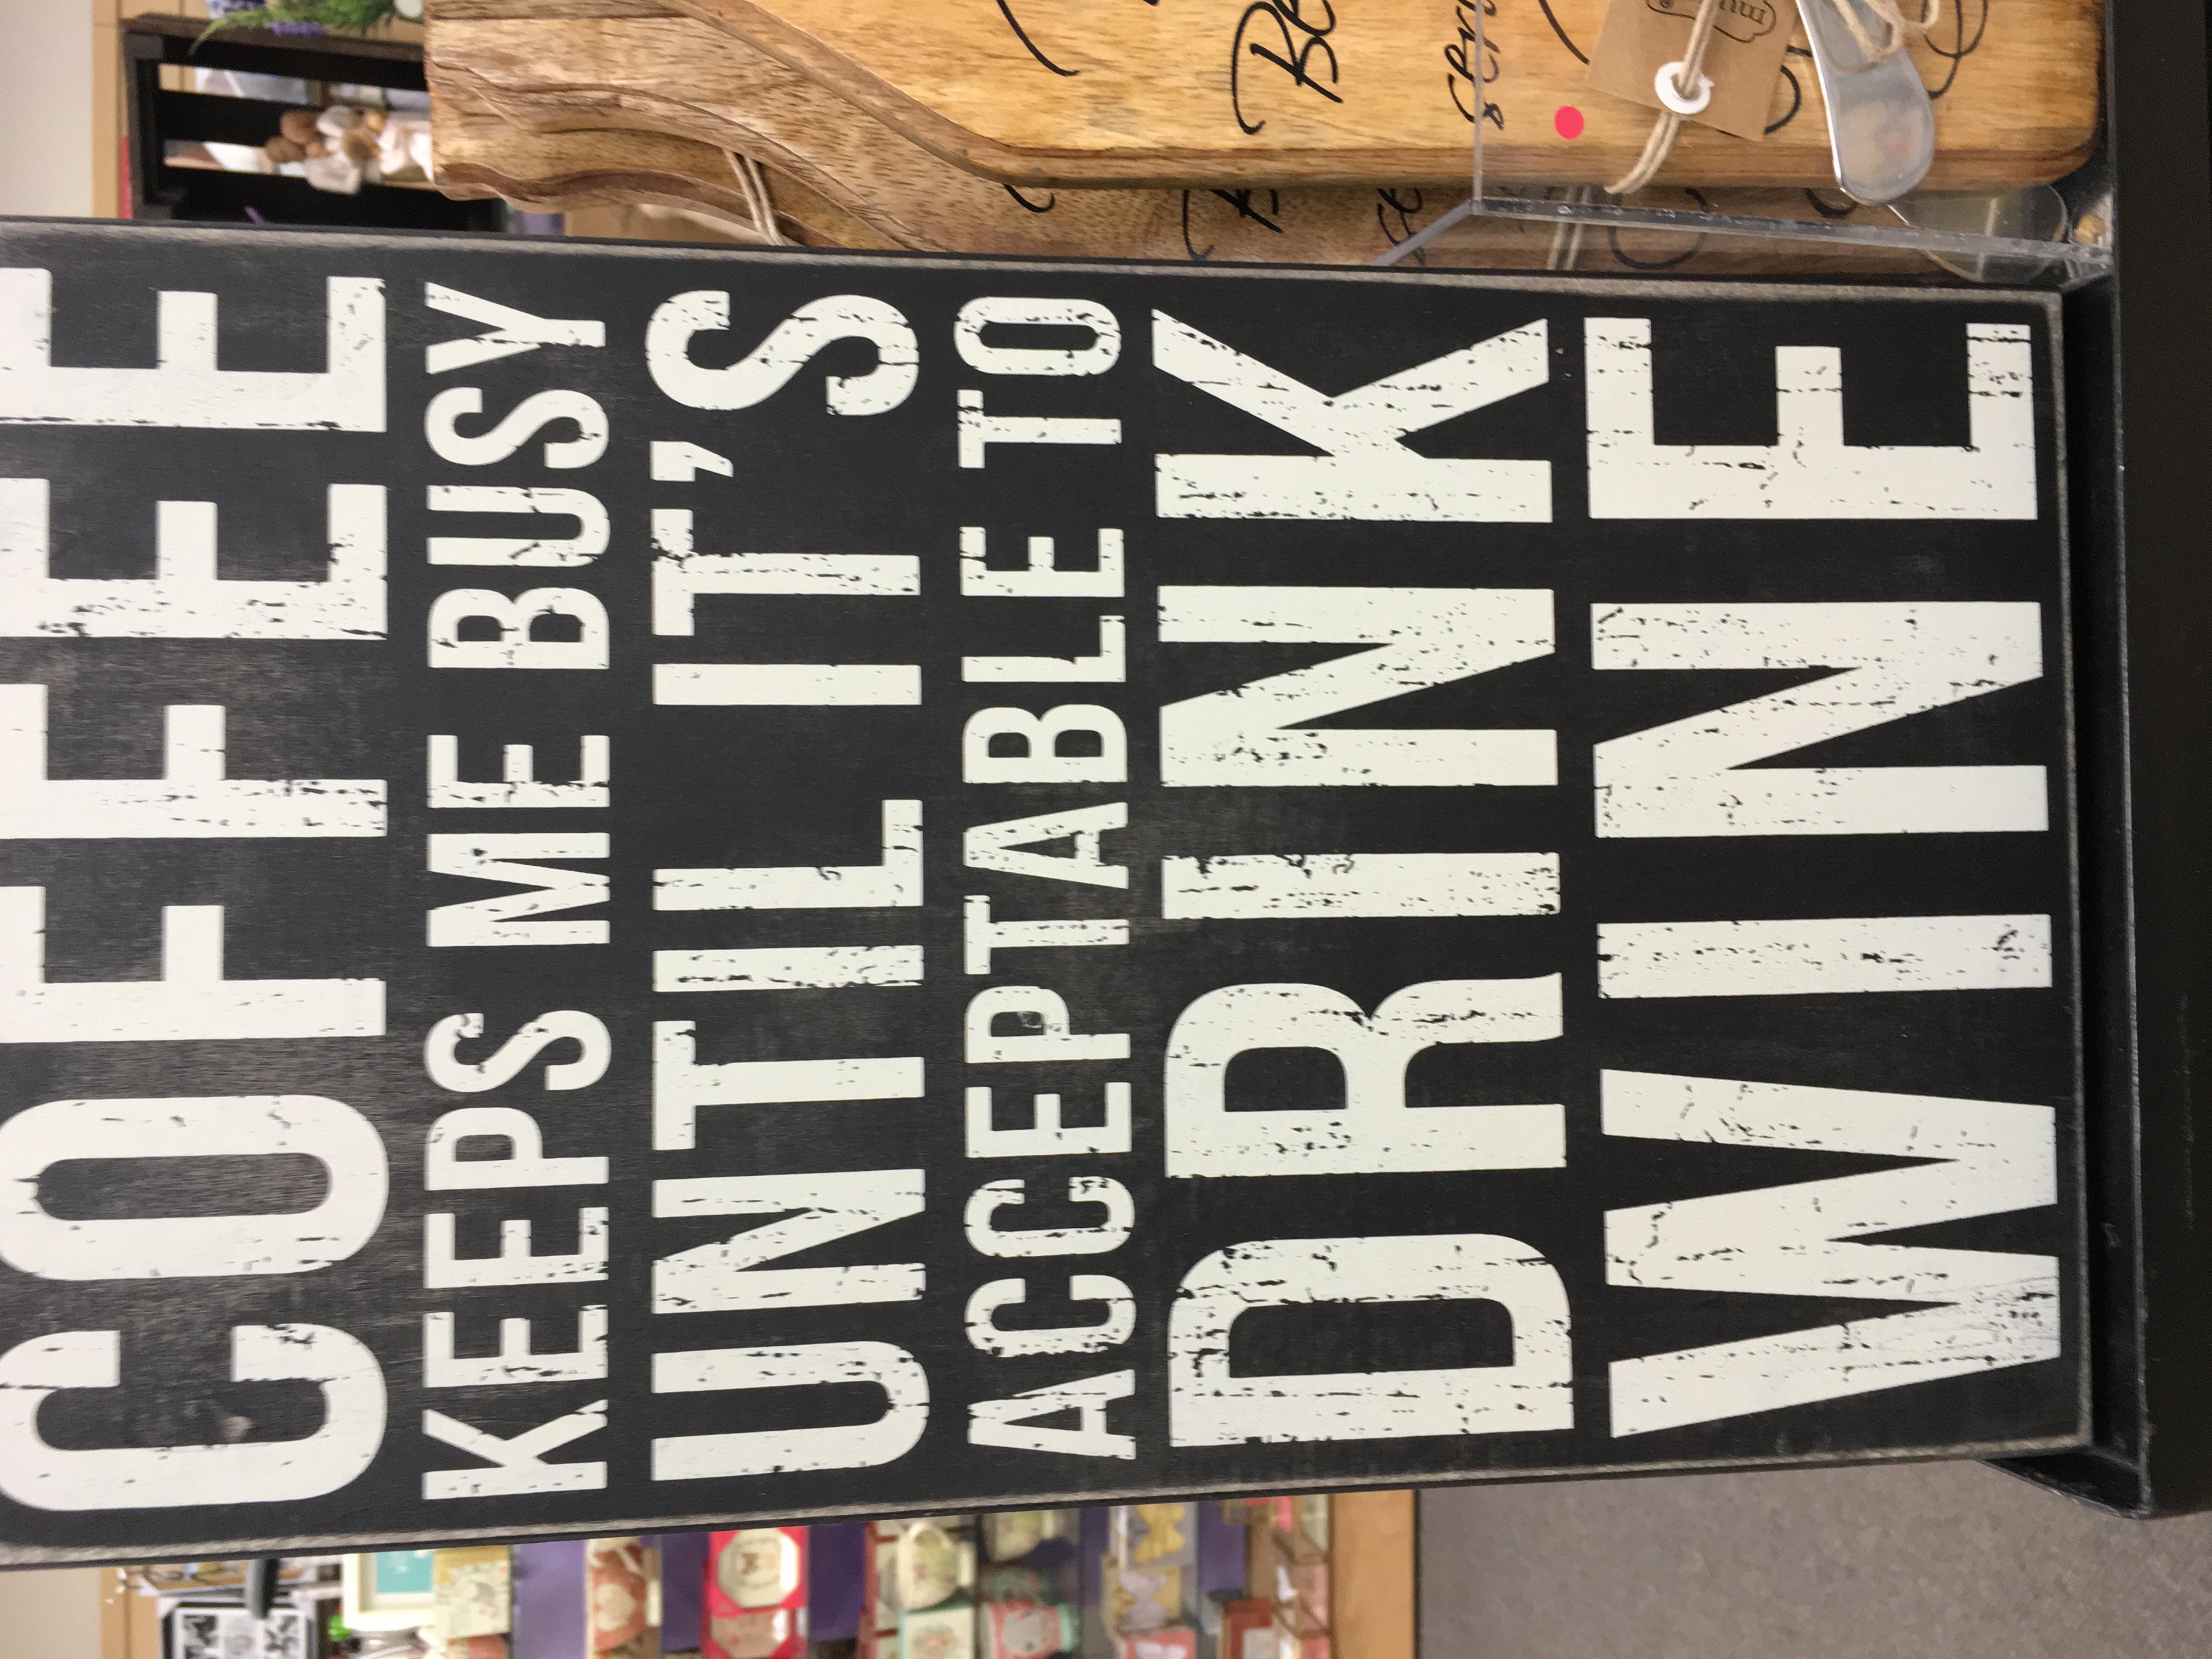 COFFEE
KEEPS ME BUSY
UNTIL IT'S
ACCEPTABLE TO
DRINK
WINE